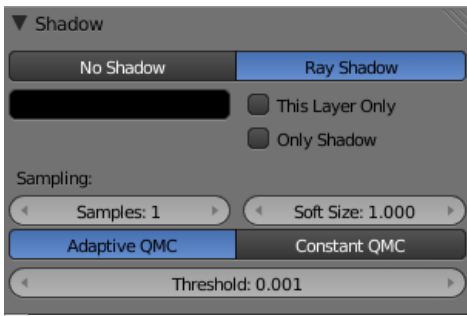 Shadow
No Shadow Ray Shadow
This Layer Only
Only Shadow
Sampling:
Samples: 1 Soft Size: 1.000
Adaptive QMC Constant QMC
Threshold: 0.001